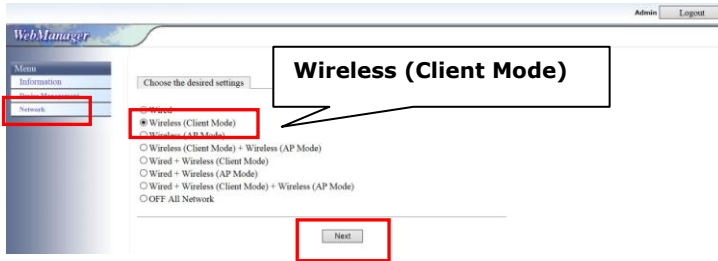 Admin Logout
WebManager
Menu
Information
Device Management
Network
Choose the desired settings
Wireless (Client Mode)
Wired
Wireless (Client Mode)
Wireless (AP Mode)
Wireless (Client Mode) + Wireless (AP Mode)
Wired + Wireless (Client Mode)
Wired + Wireless (AP Mode)
Wired + Wireless (Client Mode) + Wireless (AP Mode)
OFF All Network
Next